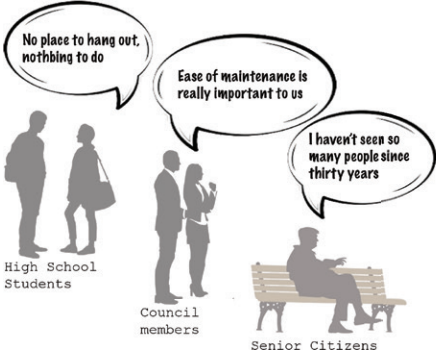 No place to hang out,
nothbing to do
Ease of maintenance is
really important to us
I haven't seen so
many people since
thirty years
High School
Students
Council
members
Senior Citizens